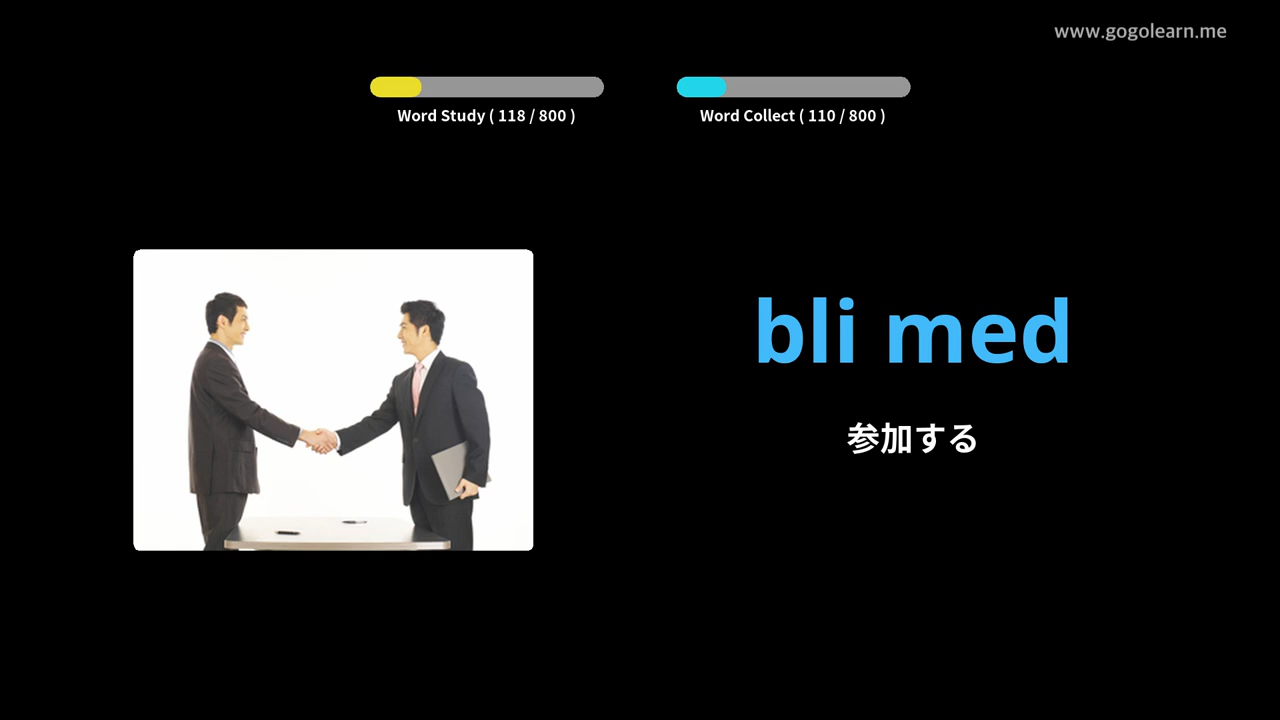 www.gogolearn.me
Word Study ( 118 / 800 )
Word Collect ( 110 / 800 )
bli med
参加する